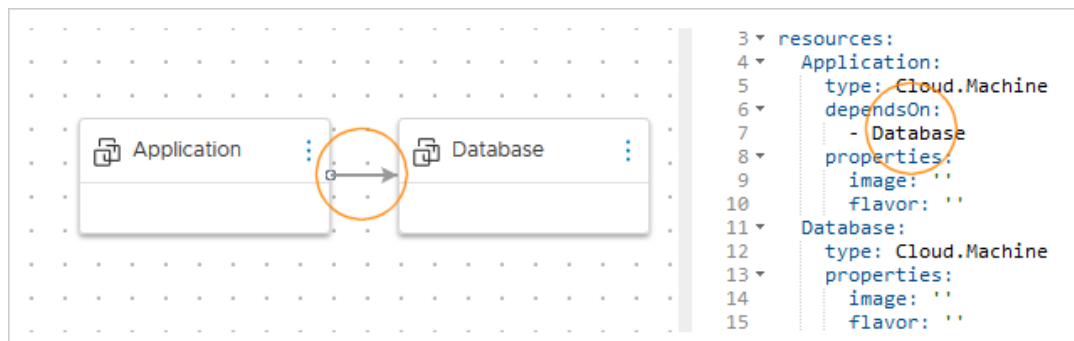 Application
Database
3 resources:
4 Application:
5 type: Cloud.Machine
6 dependsOn:
7 - Database
8 properties:
9 image: ''
10 flavor: ''
11 Database:
12 type: Cloud.Machine
13 properties:
14 image: ''
15 flavor: ''